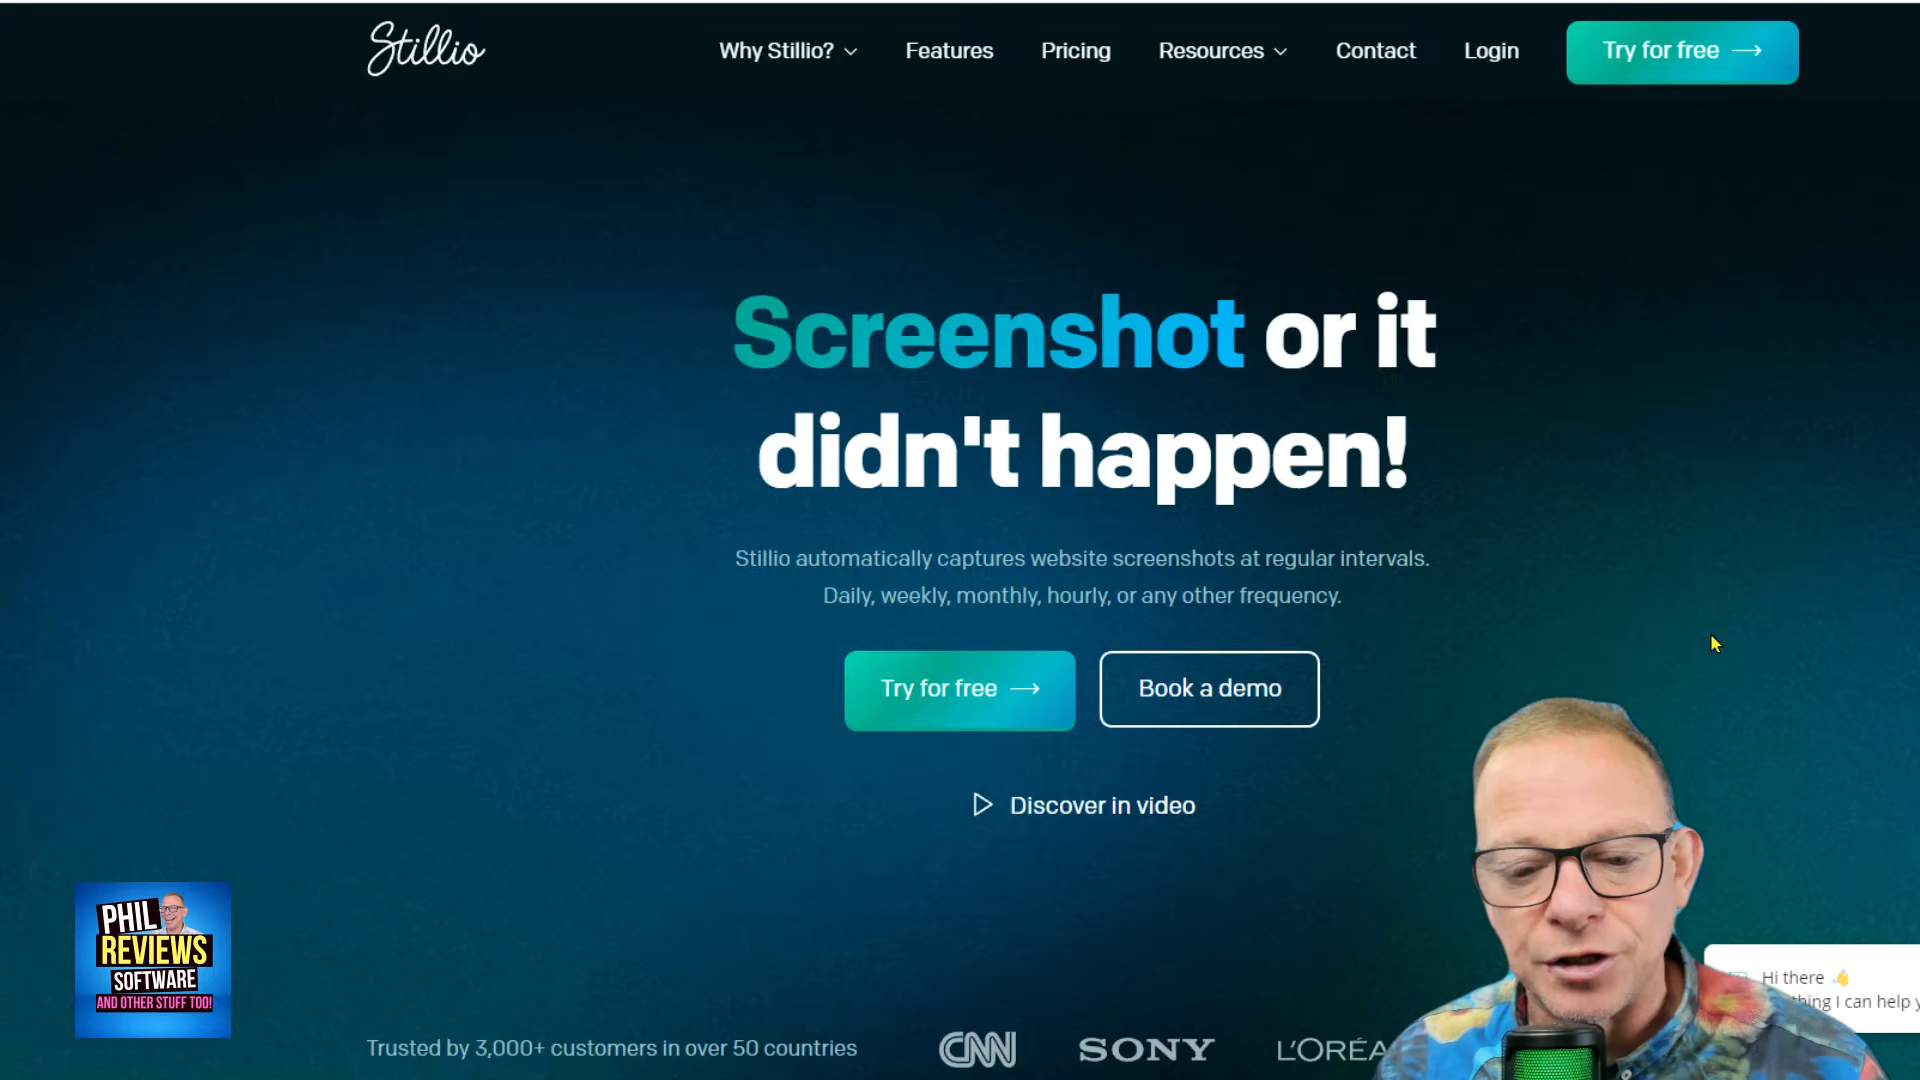 Stillio
Why Stillio? Features Pricing Resources Contact Login Try for free
Screenshot or it
didn't happen!
Stillio automatically captures website screenshots at regular intervals.
Daily, weekly, monthly, hourly, or any other frequency.
Try for free Book a demo
Discover in video
PHIL
REVIEWS
SOFTWARE
AND OTHER STUFF TOO!
Hi there
I can help
Trusted by 3,000+ customers in over 50 countries CNN SONY L'ORÉA